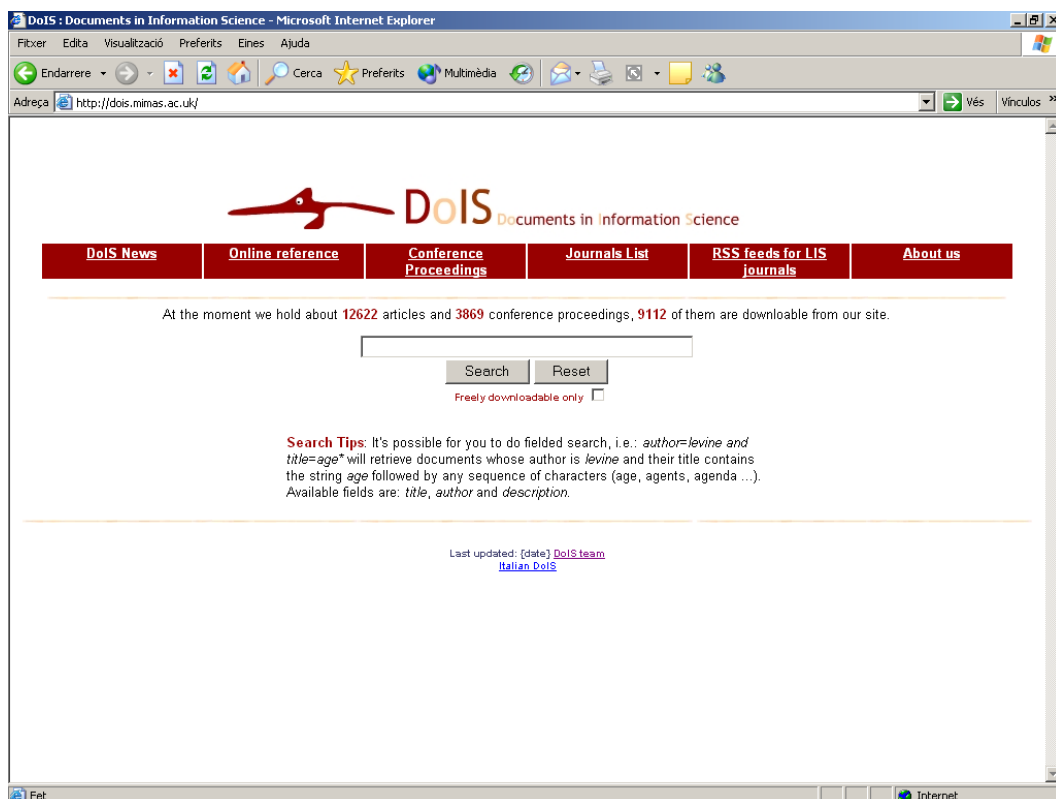 DoIS : Documents in Information Science - Microsoft Internet Explorer
Fitxer Edita Visualització Preferits Eines Ajuda
Endarrere Cerca Preferits Multimèdia
Adreça http://dois.mimas.ac.uk/ Vés Vínculos »
DoIS Documents in Information Science
DoIS News Online reference Conference Journals List RSS feeds for LIS About us
Proceedings journals
At the moment we hold about 12622 articles and 3869 conference proceedings, 9112 of them are downloable from our site.
Search Reset
Freely downloadable only
Search Tips: It's possible for you to do fielded search, i.e.: author=levine and
title=age* will retrieve documents whose author is levine and their title contains
the string age followed by any sequence of characters (age, agents, agenda ...).
Available fields are: title, author and description.
Last updated: {date} DoIS team
Italian DoIS
Fet Internet